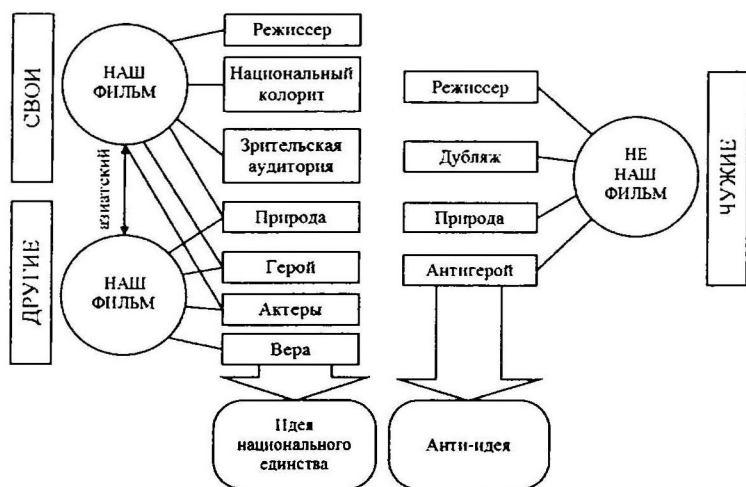 СВОИ
НАШ
ФИЛЬМ
Режиссер
Национальный
колорит
Зрительская
аудитория
азиатский
ДРУГИЕ
НАШ
ФИЛЬМ
Природа
Герой
Актеры
Вера
Идея
национального
единства
Режиссер
Дубляж
Природа
Антигерой
НЕ
НАШ
ФИЛЬМ
ЧУЖИЕ
Анти-идея